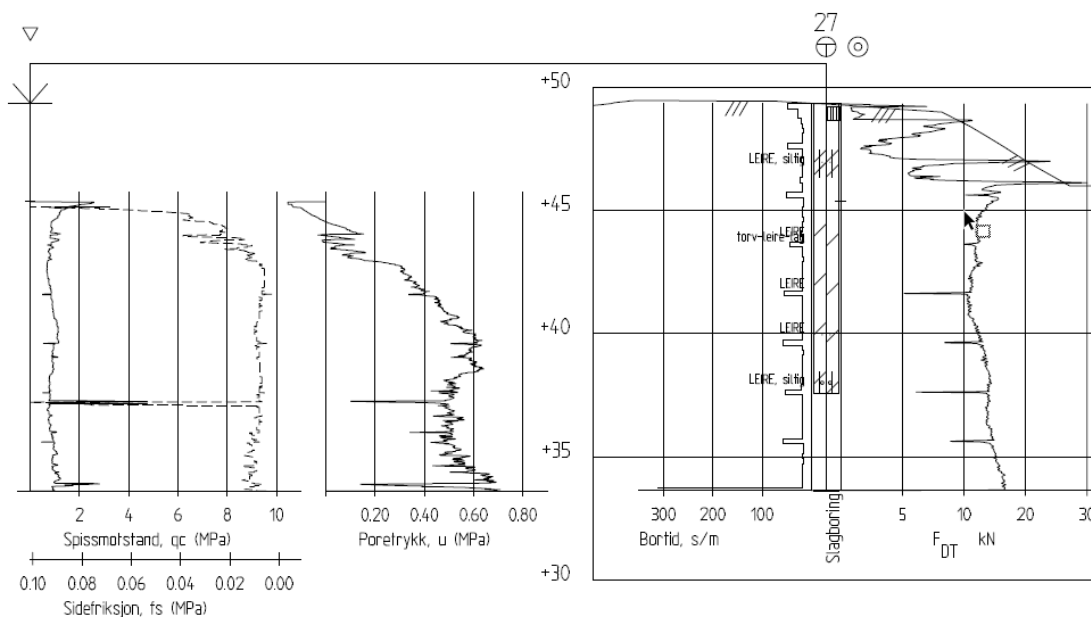 27
+50
LEIRE, siltig
+45
LEIRE
torv-leire-lag
LEIRE
+40
LEIRE
LEIRE, siltig
+35
2 4 6 8 10
0.20 0.40 0.60 0.80
300 200 100
5 10 20 30
Spissmotstand, qc (MPa)
Poretrykk, u (MPa)
Bortid, s/m
Slagboring
F
DT
kN
0.10 0.08 0.06 0.04 0.02 0.00
+30
Sidefriksjon, fs (MPa)